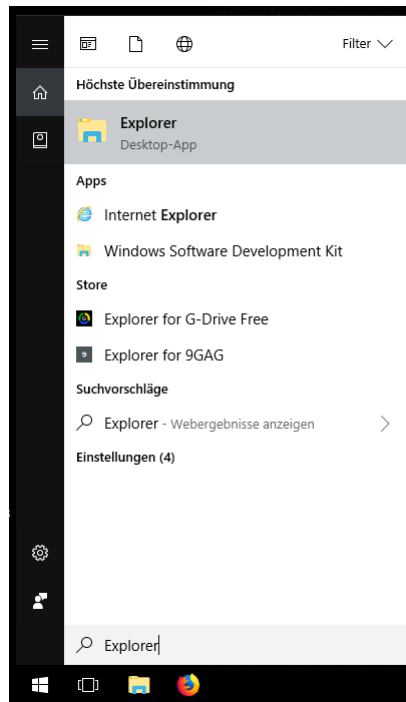 Filter
Höchste Übereinstimmung
Explorer
Desktop-App
Apps
Internet Explorer
Windows Software Development Kit
Store
Explorer for G-Drive Free
Explorer for 9GAG
Suchvorschläge
Explorer - Webergebnisse anzeigen
Einstellungen (4)
Explorer